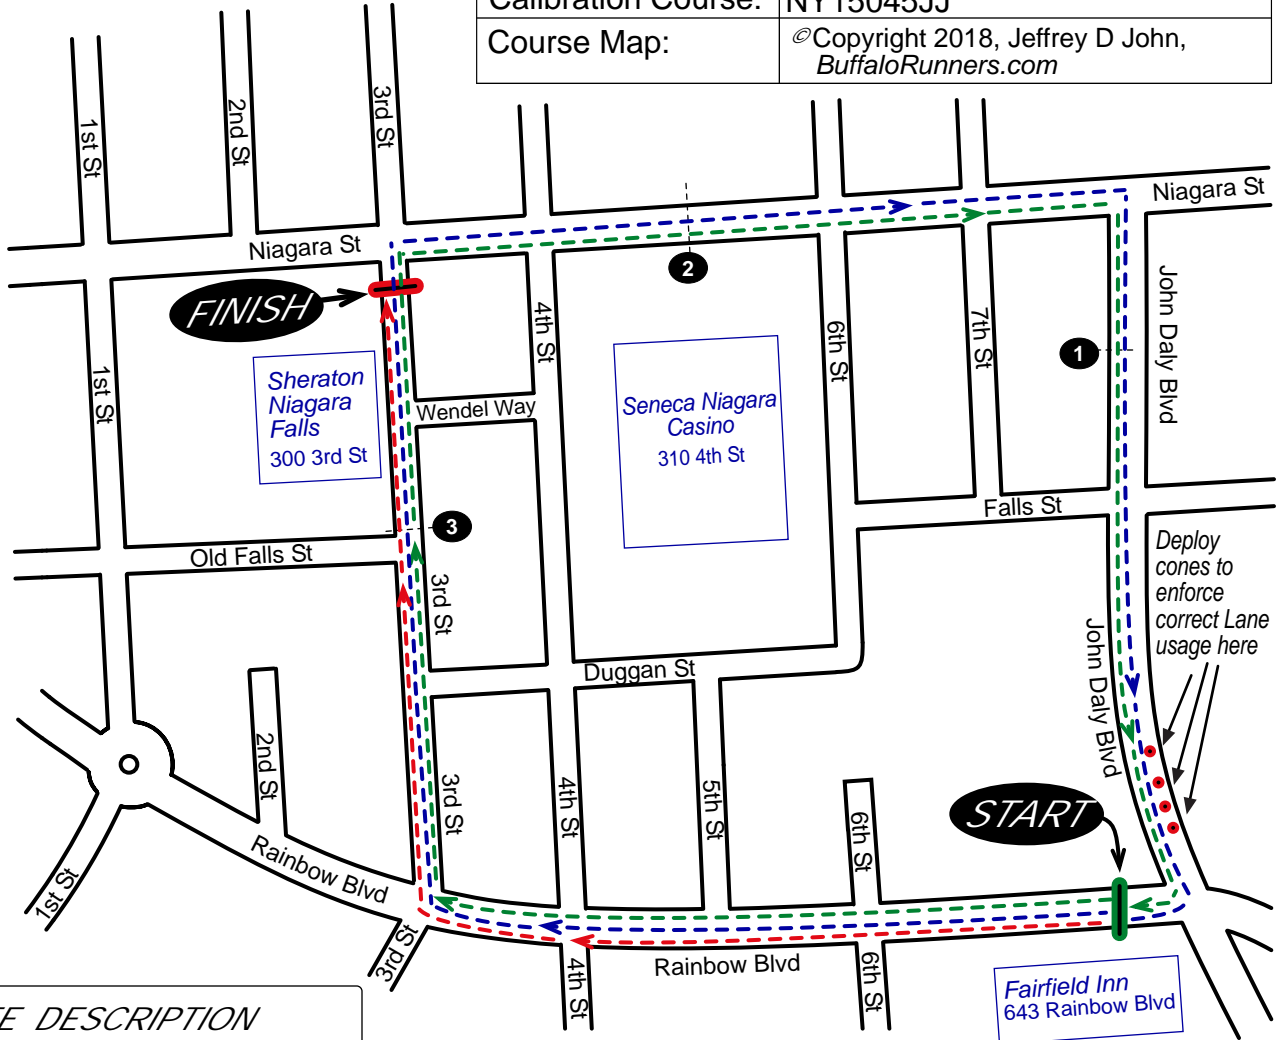 Calibration Course: NY15045JJ
Course Map: ©Copyright 2018, Jeffrey D John,
BuffaloRunners.com
1st St
2nd St
3rd St
Niagara St
Niagara St
FINISH
2
1
John Daly Blvd
1st St
4th St
6th St
7th St
Sheraton
Niagara
Falls
300 3rd St
Wendel Way
Seneca Niagara
Casino
310 4th St
Falls St
3
Old Falls St
3rd St
Deploy
cones to
enforce
correct Lane
usage here
John Daly Blvd
Duggan St
2nd St
3rd St
4th St
5th St
6th St
START
Rainbow Blvd
1st St
3rd St
4th St
Rainbow Blvd
6th St
Fairfield Inn
643 Rainbow Blvd
DESCRIPTION